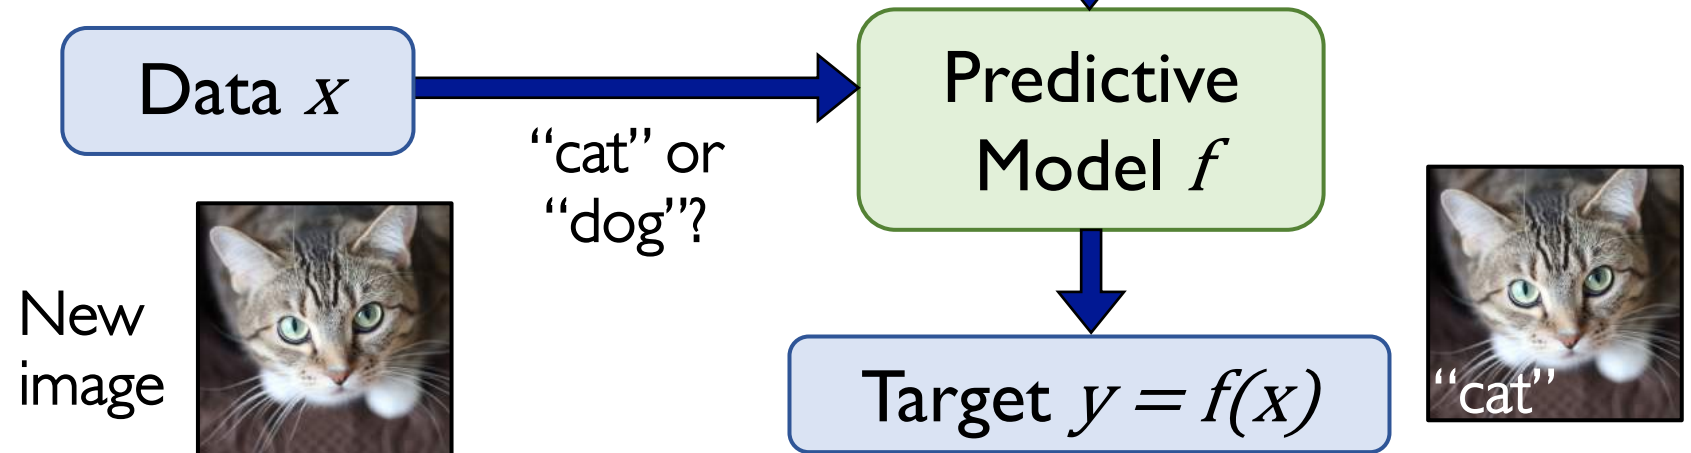 Data x
“cat” or
“dog”?
Predictive
Model f
New
image
Target y = f(x)
“cat”